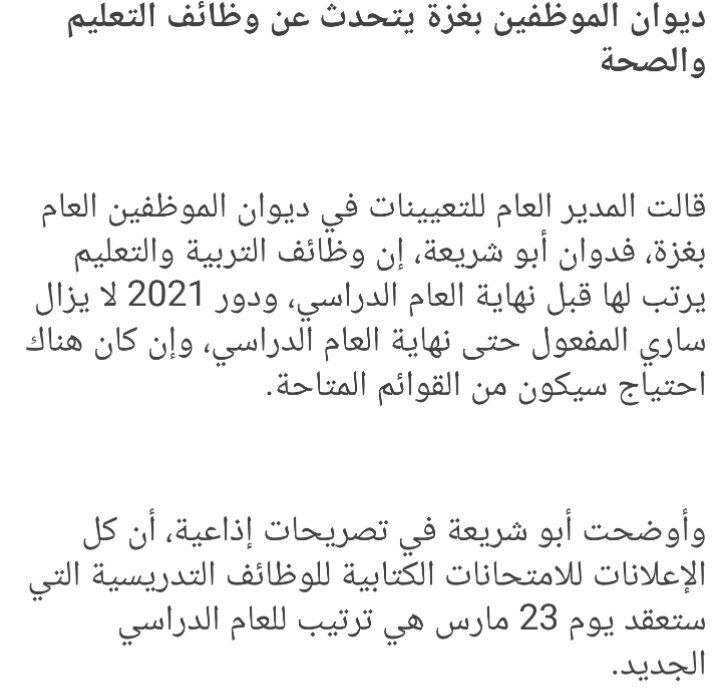 ديوان الموظفين بغزة يتحدث عن وظائف التعليم
والصحة
قالت المدير العام للتعيينات في ديوان الموظفين العام
بغزة، فدوان أبو شريعة، إن وظائف التربية والتعليم
يرتب لها قبل نهاية العام الدراسي، ودور 2021 لا يزال
ساري المفعول حتى نهاية العام الدراسي، وإن كان هناك
احتياج سيكون من القوائم المتاحة.
وأوضحت أبو شريعة في تصريحات إذاعية، أن كل
الإعلانات للامتحانات الكتابية للوظائف التدريسية التي
ستعقد يوم 23 مارس هي ترتيب للعام الدراسي
الجديد.